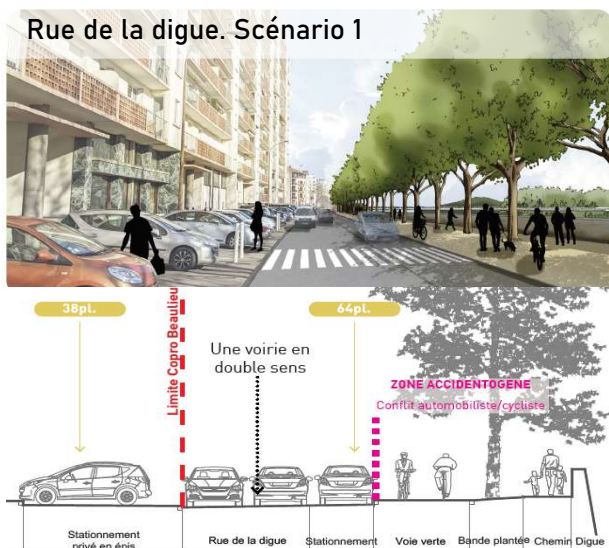 Rue de la digue. Scénario 1
38pl.
64pl.
Limite Copro Beaulieu
Une voirie en
double sens
ZONE ACCIDENTOGENE
Conflit automobiliste/cycliste
Stationnement
privé en épis
Rue de la digue
Stationnement
Voie verte
Bande plantée
Chemin
Digue